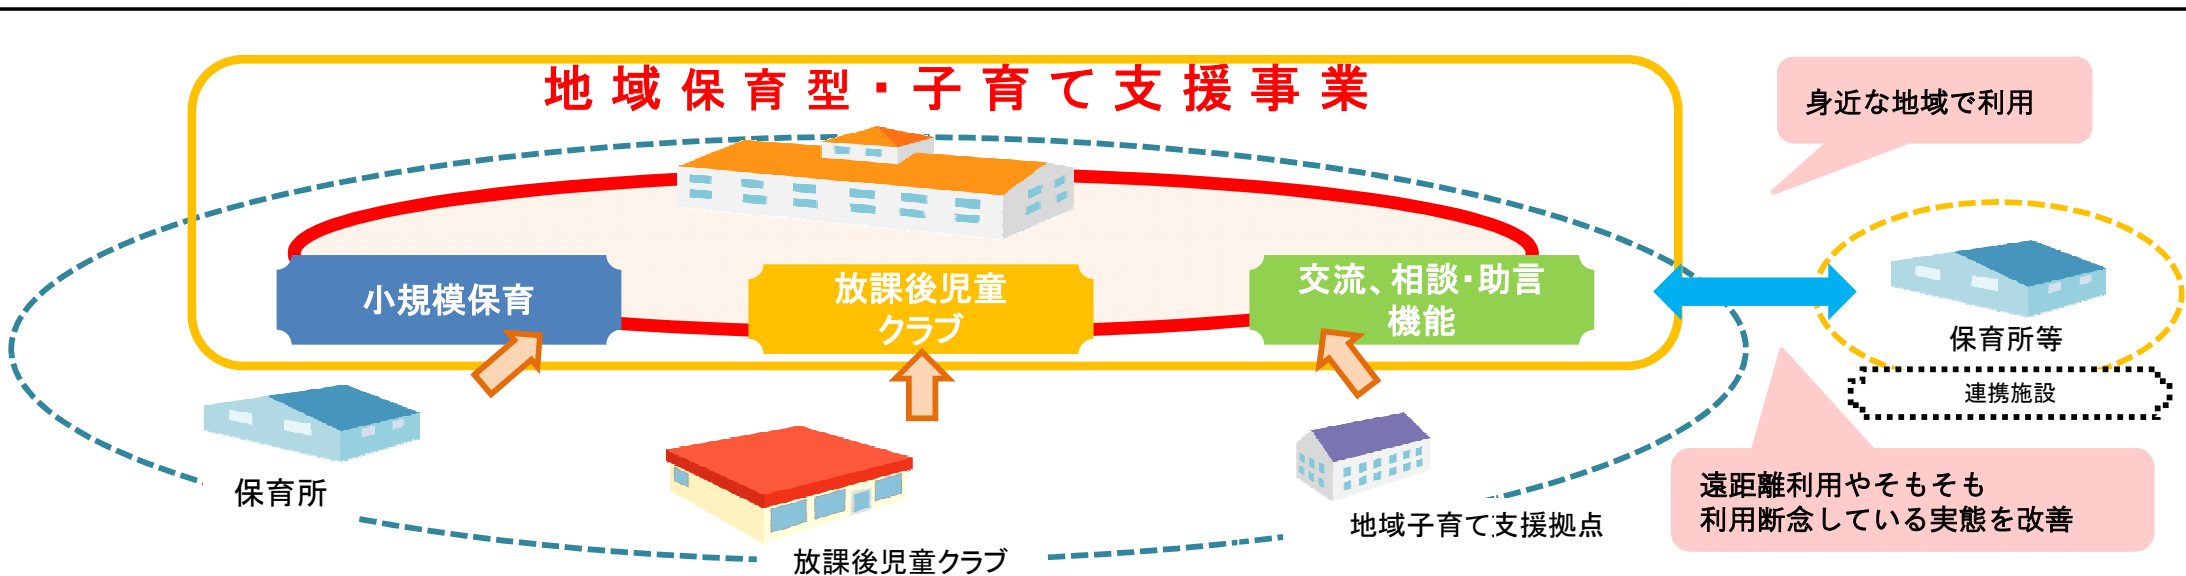 地域保育型・子育て支援事業
身近な地域で利用
小規模保育
放課後児童
クラブ
交流、相談・助言
機能
保育所等
連携施設
保育所
放課後児童クラブ
地域子育て支援拠点
遠距離利用やそもそも
利用断念している実態を改善